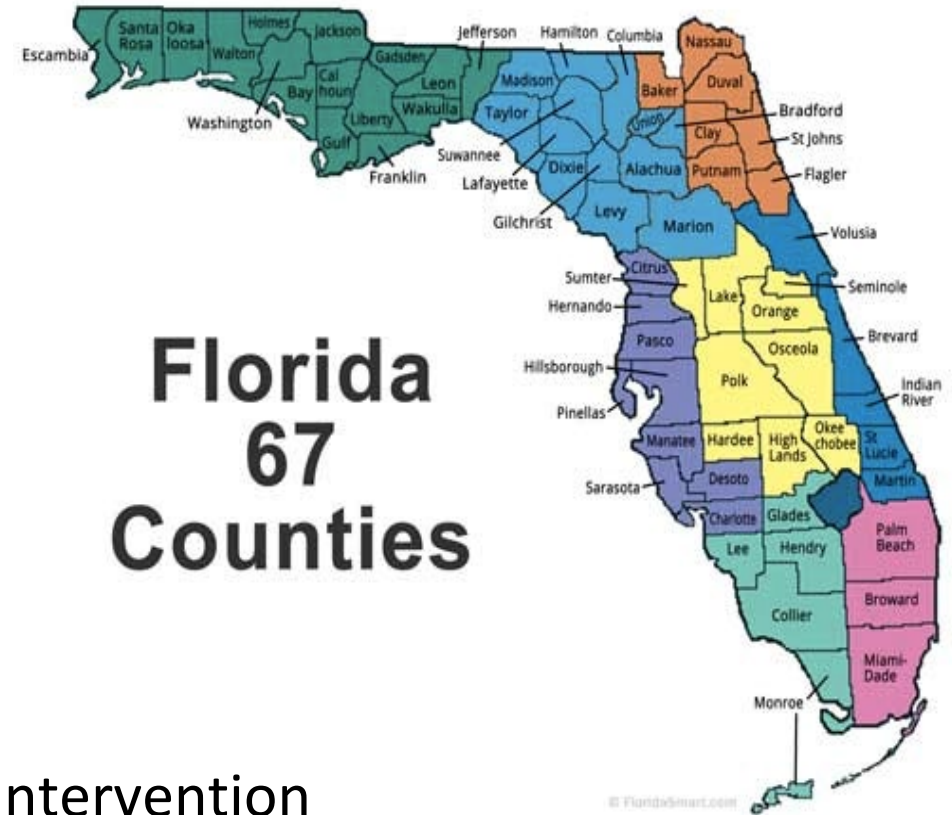 Escambia
Santa
Rosa
Oka
loosa
Walton
Holmes
Jackson
Washington
Bay
Cal
houn
Gulf
Liberty
Gadsden
Leon
Wakulla
Franklin
Jefferson
Hamilton
Columbia
Madison
Taylor
Suwannee
Lafayette
Dixie
Gilchrist
Levy
Union
Alachua
Marion
Nassau
Baker
Duval
Bradford
Clay
St Johns
Putnam
Flagler
Volusia
Citrus
Sumter
Lake
Seminole
Hernando
Orange
Pasco
Brevard
Osceola
Hillsborough
Polk
Indian
River
Pinellas
Manatee
Hardee
High
Lands
Okee
chobee
St
Lucie
Sarasota
Desoto
Martin
Charlotte
Glades
Palm
Beach
Lee
Hendry
Broward
Collier
Miami-
Dade
Monroe
Florida
67
Counties
ntervention
© FloridaSmart.com